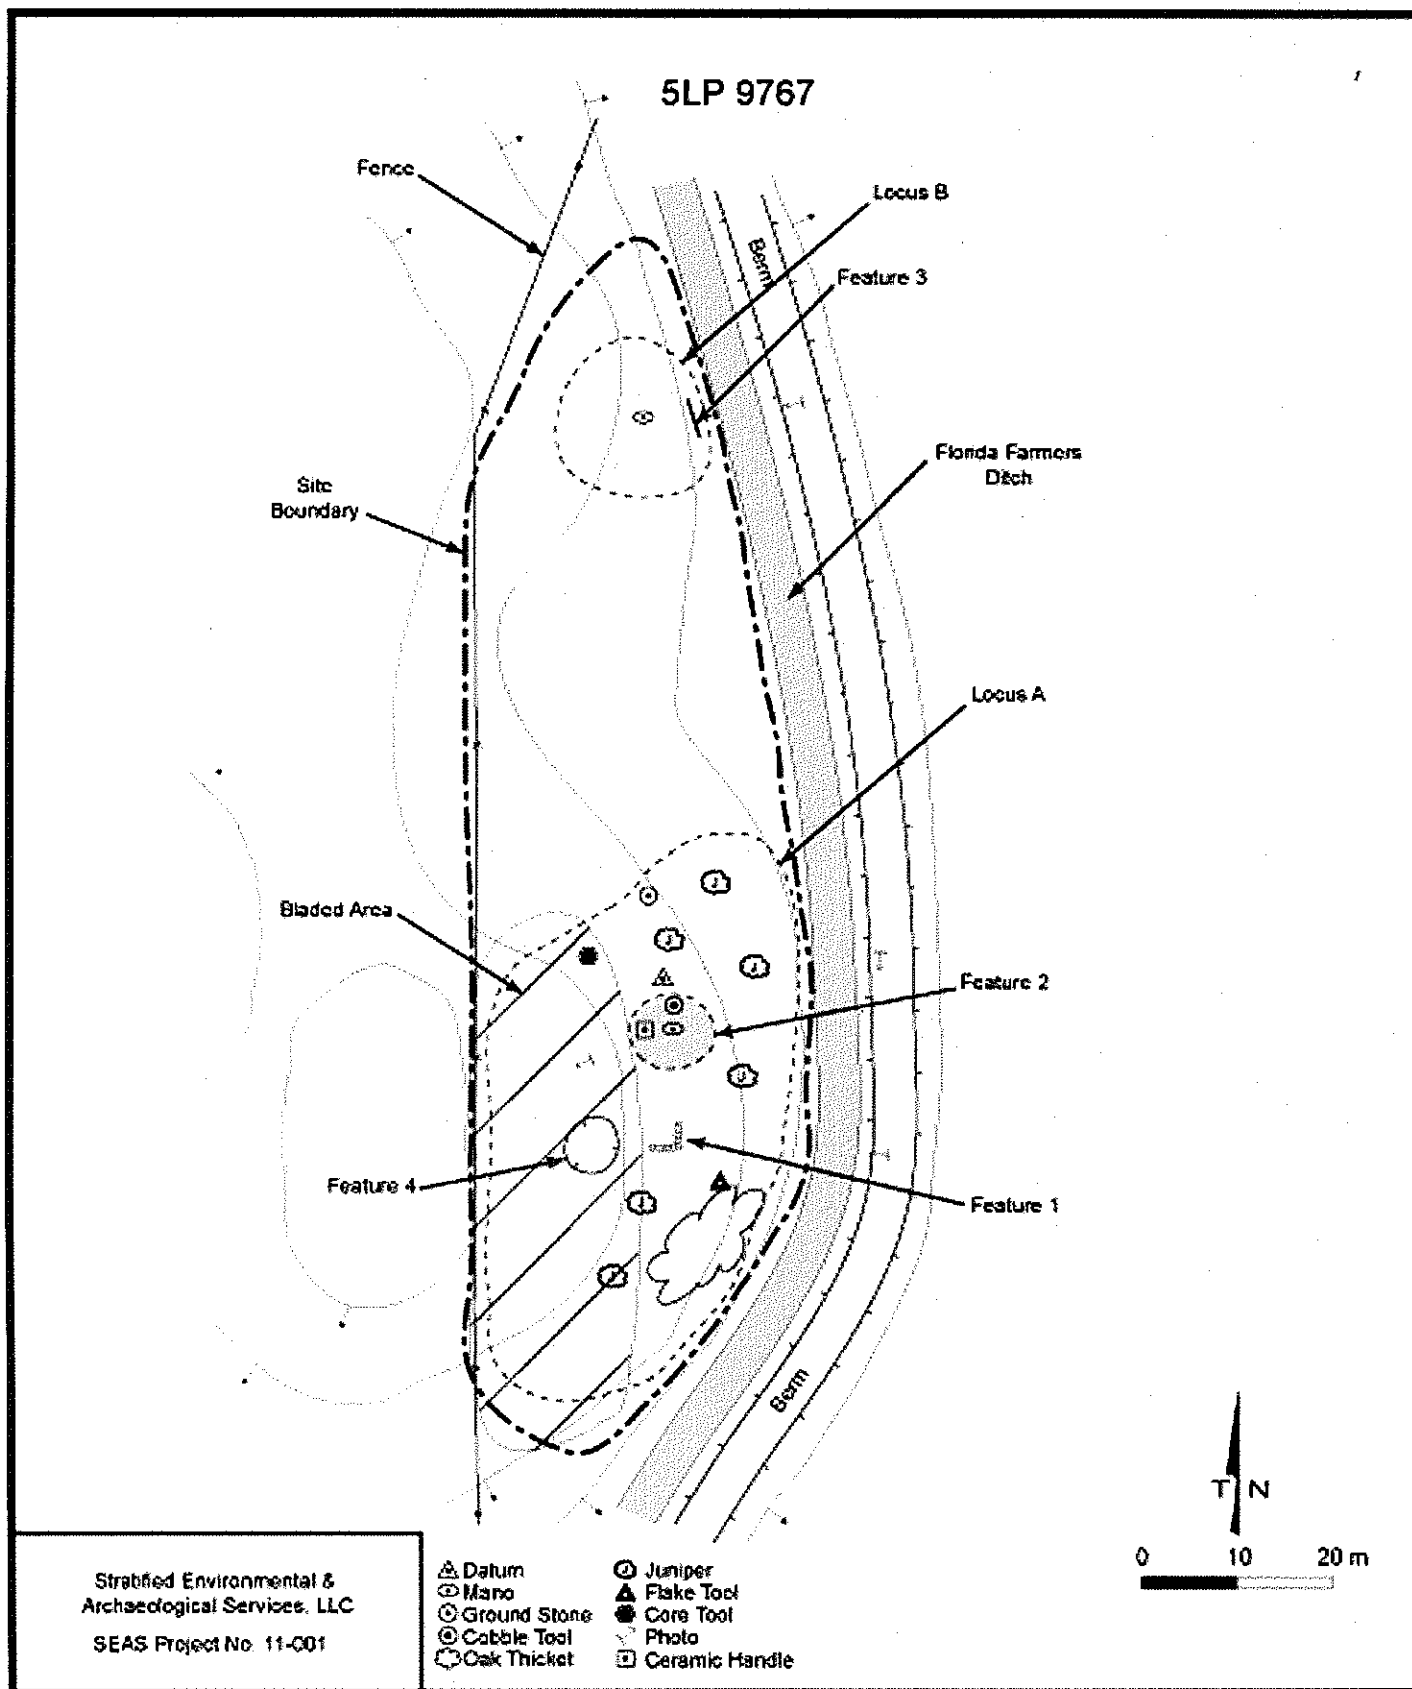 5LP 9767
Fence
Locus B
Berm
Feature 3
Florida Farmers
Ditch
Site
Boundary
Locus A
Bladed Area
Feature 2
Feature 4
Feature 1
Berm
T N
0 10 20 m
Stratified Environmental &
Archaeological Services, LLC
SEAS Project No. 11-001
Datum
Mano
Ground Stone
Cobble Tool
Oak Thicket
Juniper
Flake Tool
Core Tool
Photo
Ceramic Handle